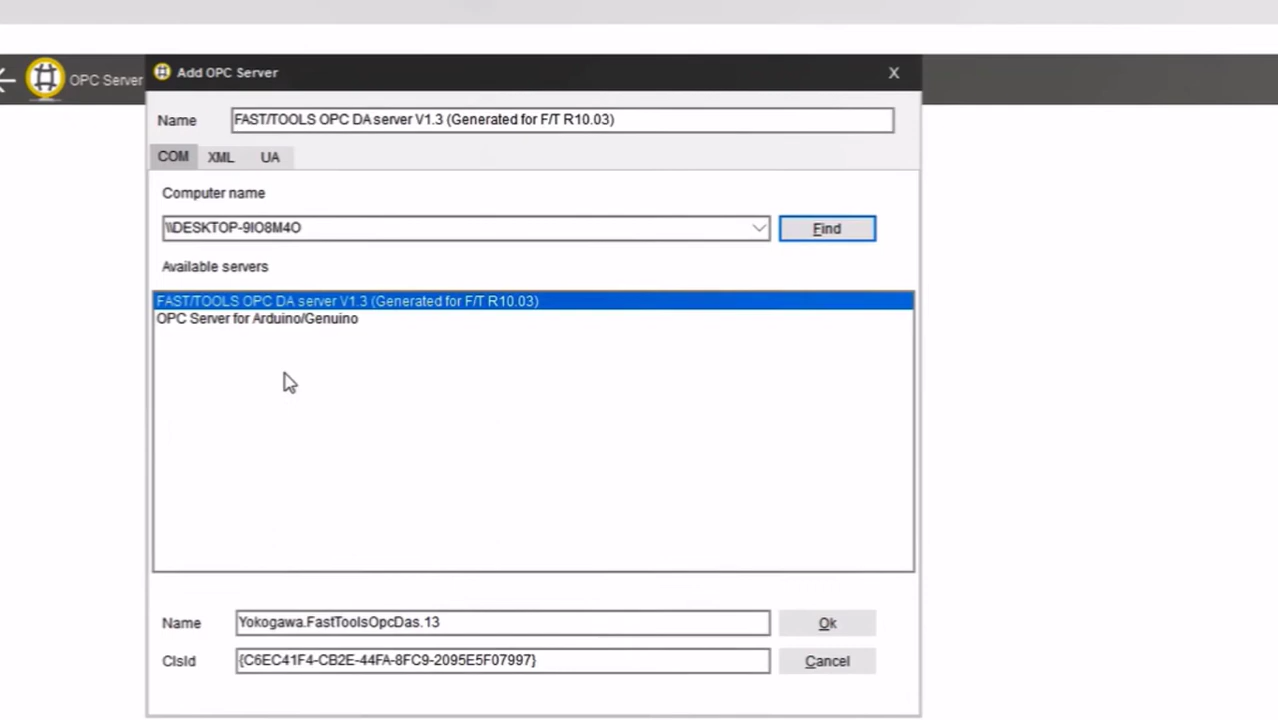 OPC Server
Add OPC Server
X
Name
FAST/TOOLS OPC DA server V1.3 (Generated for F/T R10.03)
COM
XML
UA
Computer name
\\DESKTOP-9IO8M4O
Find
Available servers
FAST/TOOLS OPC DA server V1.3 (Generated for F/T R10.03)
OPC Server for Arduino/Genuino
Name
Yokogawa.FastToolsOpcDas.13
Ok
ClsId
{C6EC41F4-CB2E-44FA-8FC9-2095E5F07997}
Cancel